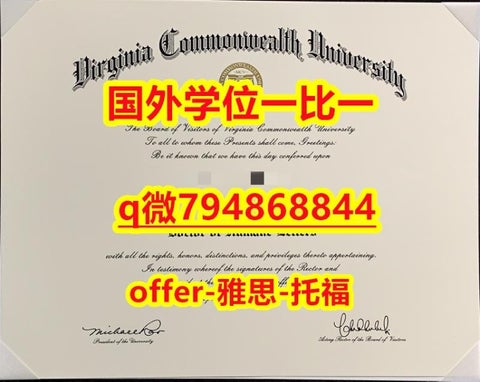 Virginia Commonwealth University
国外学位一比一
The Board of Visitors of Virginia Commonwealth University
To all to whom these Presents shall come, Greetings:
Be it known that we have this day conferred upon
q微794868844
Doctor of Humane Letters
with all the rights, honors, distinctions, and privileges thereto appertaining.
In testimony whereof the signatures of the Rector and
offer-雅思-托福
President of the University
Acting Rector of the Board of Visitors